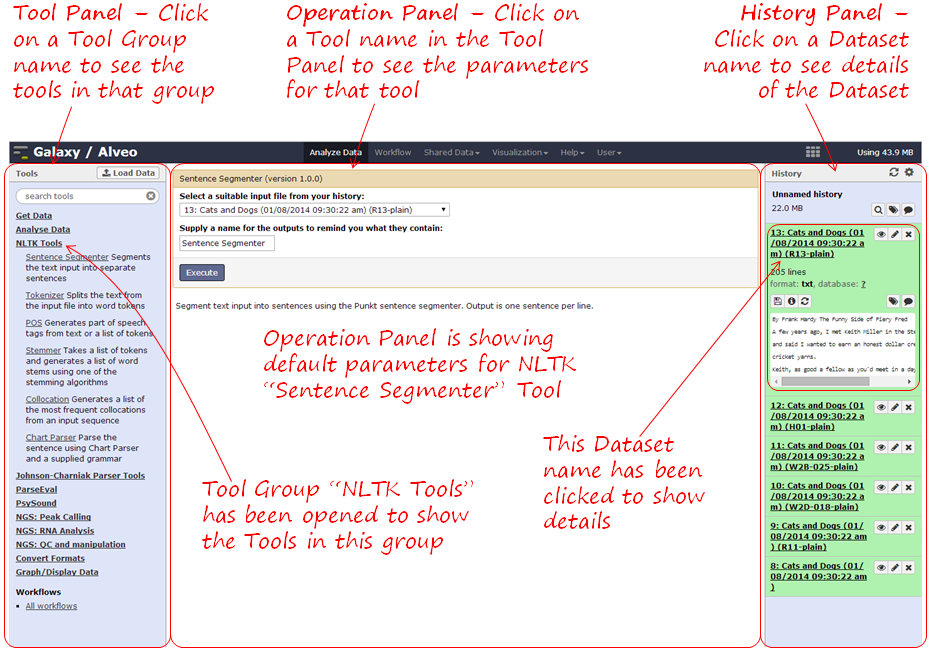 Tool Panel – Click
on a Tool Group
name to see the
tools in that group
Operation Panel – Click on
a Tool name in the Tool
Panel to see the parameters
for that tool
History Panel –
Click on a Dataset
name to see details
of the Dataset
Galaxy / Alveo
Analyze Data Workflow Shared Data Visualization Help User
Using 43.9 MB
Tools
Load Data
search tools
Get Data
Analyse Data
NLTK Tools
Sentence Segmenter Segments
the text input into separate
sentences
Tokenizer Splits the text from
the input file into word tokens
POS Generates part of speech
tags from text or a list of tokens
Stemmer Takes a list of tokens
and generates a list of word
stems using one of the
stemming algorithms
Collocation Generates a list of
the most frequent collocations
from an input sequence
Chart Parser Parse the
sentence using Chart Parser
and a supplied grammar
Johnson-Charniak Parser Tools
ParseEval
PsySound
NGS: Peak Calling
NGS: RNA Analysis
NGS: QC and manipulation
Convert Formats
Graph/Display Data
Workflows
All workflows
Sentence Segmenter (version 1.0.0)
Select a suitable input file from your history:
13: Cats and Dogs (01/08/2014 09:30:22 am) (R13-plain)
Supply a name for the outputs to remind you what they contain:
Sentence Segmenter
Execute
Segment text input into sentences using the Punkt sentence segmenter. Output is one sentence per line.
Operation Panel is showing
default parameters for NLTK
“Sentence Segmenter” Tool
Tool Group “NLTK Tools”
has been opened to show
the Tools in this group
This Dataset
name has been
clicked to show
details
History
Unnamed history
22.0 MB
13: Cats and Dogs (01
/08/2014 09:30:22 a
m) (R13-plain)
205 lines
format: txt, database: ?
By Frank Hardy The Funny Side of Fiery Fred
A few years ago, I met Keith Miller in the Ste
and said I wanted to earn an honest dollar cre
cricket yarns.
Keith, as good a fellow as you'd meet in a day
12: Cats and Dogs (01
/08/2014 09:30:22 a
m) (H01-plain)
11: Cats and Dogs (01
/08/2014 09:30:22 a
m) (W2B-025-plain)
10: Cats and Dogs (01
/08/2014 09:30:22 a
m) (W2D-018-plain)
9: Cats and Dogs (01/
08/2014 09:30:22 am
) (R11-plain)
8: Cats and Dogs (01/
08/2014 09:30:22 am
)